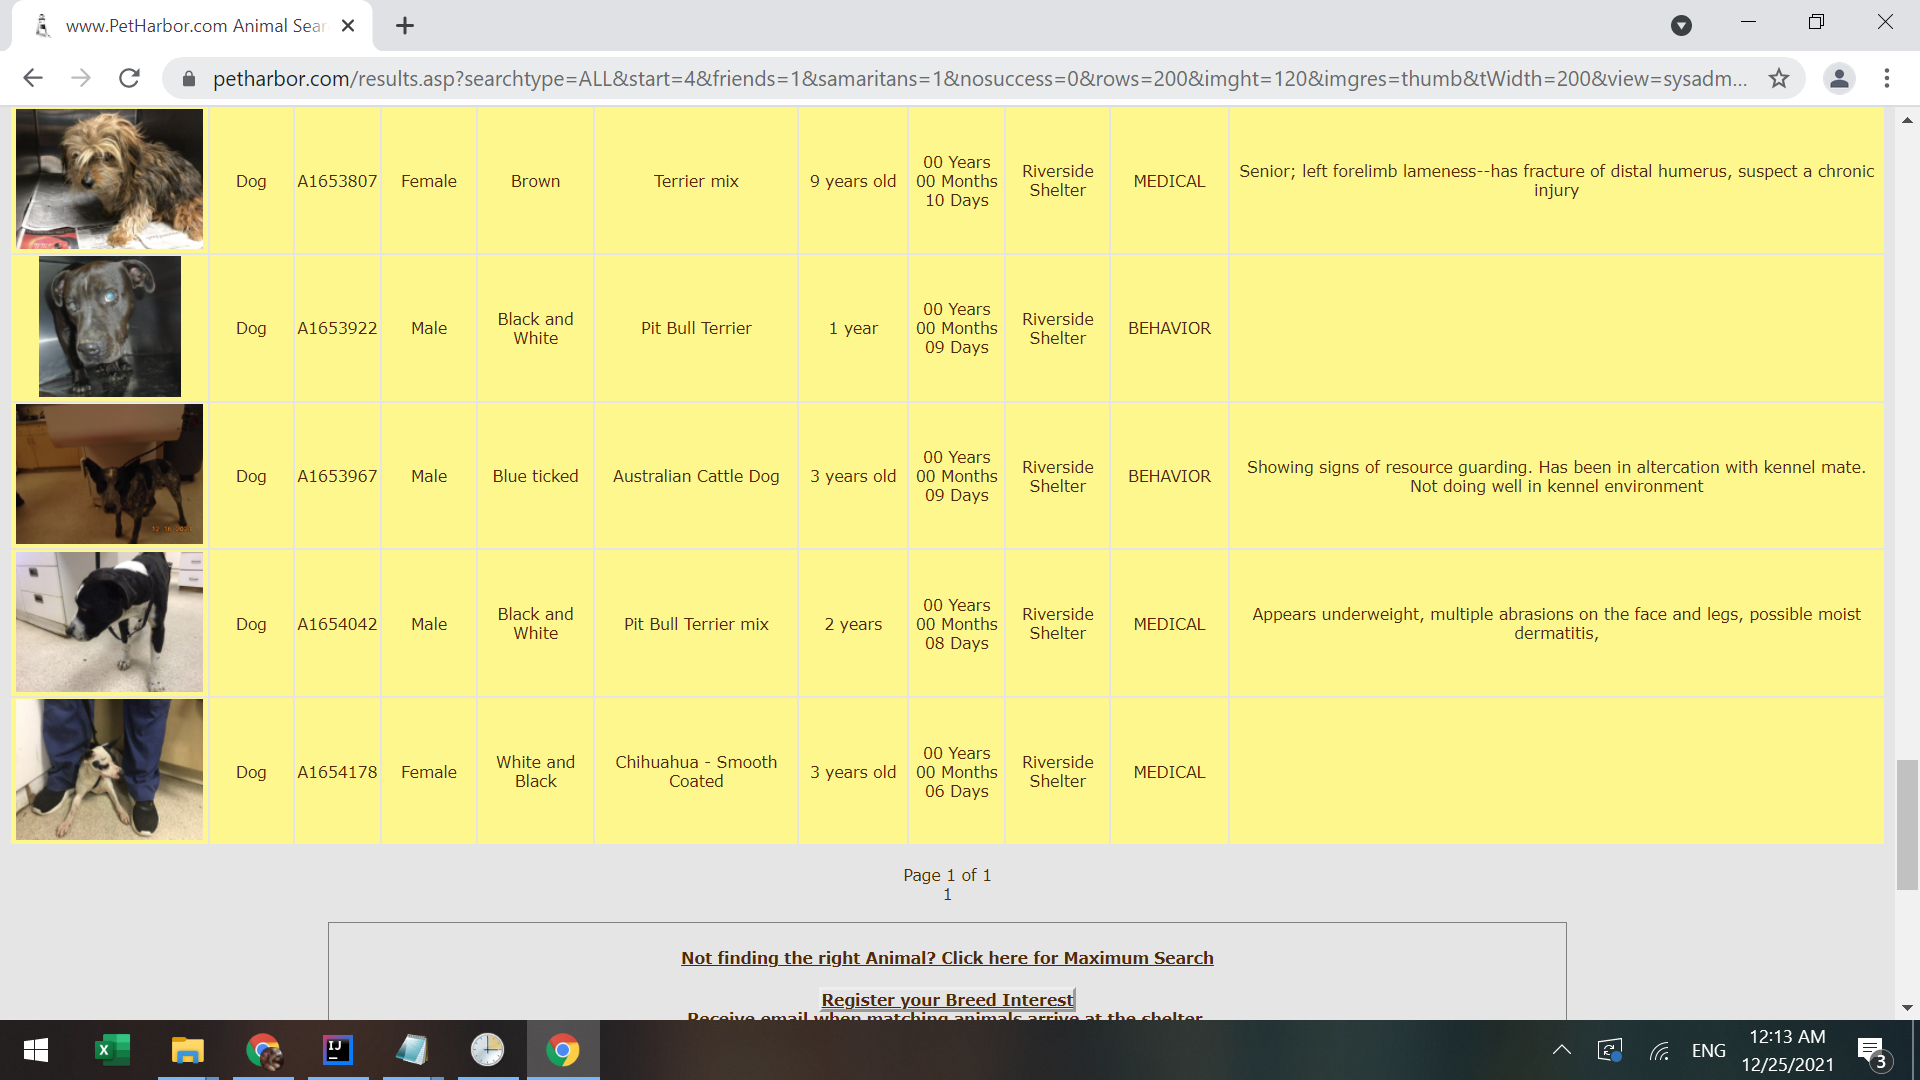 www.PetHarbor.com Animal Sear
petharbor.com/results.asp?searchtype=ALL&start=4&friends=1&samaritans=1&nosuccess=0&rows=200&imght=120&imgres=thumb&tWidth=200&view=sysadm...
Dog A1653807 Female Brown Terrier mix 9 years old 00 Years 00 Months 10 Days Riverside Shelter MEDICAL Senior; left forelimb lameness--has fracture of distal humerus, suspect a chronic injury
Dog A1653922 Male Black and White Pit Bull Terrier 1 year 00 Years 00 Months 09 Days Riverside Shelter BEHAVIOR
Dog A1653967 Male Blue ticked Australian Cattle Dog 3 years old 00 Years 00 Months 09 Days Riverside Shelter BEHAVIOR Showing signs of resource guarding. Has been in altercation with kennel mate. Not doing well in kennel environment
Dog A1654042 Male Black and White Pit Bull Terrier mix 2 years 00 Years 00 Months 08 Days Riverside Shelter MEDICAL Appears underweight, multiple abrasions on the face and legs, possible moist dermatitis,
Dog A1654178 Female White and Black Chihuahua - Smooth Coated 3 years old 00 Years 00 Months 06 Days Riverside Shelter MEDICAL
Page 1 of 1
1
Not finding the right Animal? Click here for Maximum Search
Register your Breed Interest
Receive email when matching animals arrive at the shelter
ENG
12:13 AM
12/25/2021
3